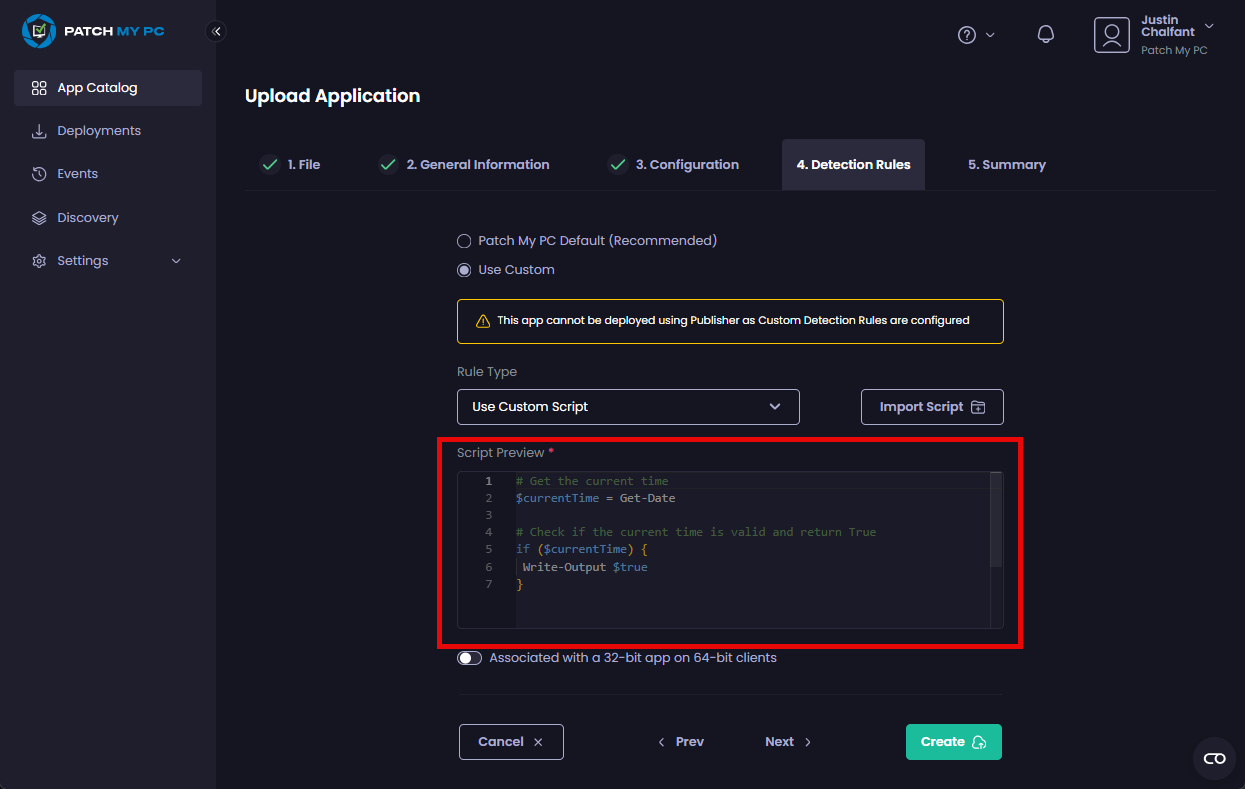 PATCH MY PC
Justin
Chalfant
Patch My PC
App Catalog
Deployments
Events
Discovery
Settings
Upload Application
1. File
2. General Information
3. Configuration
4. Detection Rules
5. Summary
Patch My PC Default (Recommended)
Use Custom
This app cannot be deployed using Publisher as Custom Detection Rules are configured
Rule Type
Use Custom Script
Import Script
Script Preview *
1 # Get the current time
2 $currentTime = Get-Date
3
4 # Check if the current time is valid and return True
5 if ($currentTime) {
6 Write-Output $true
7 }
Associated with a 32-bit app on 64-bit clients
Cancel
Prev
Next
Create